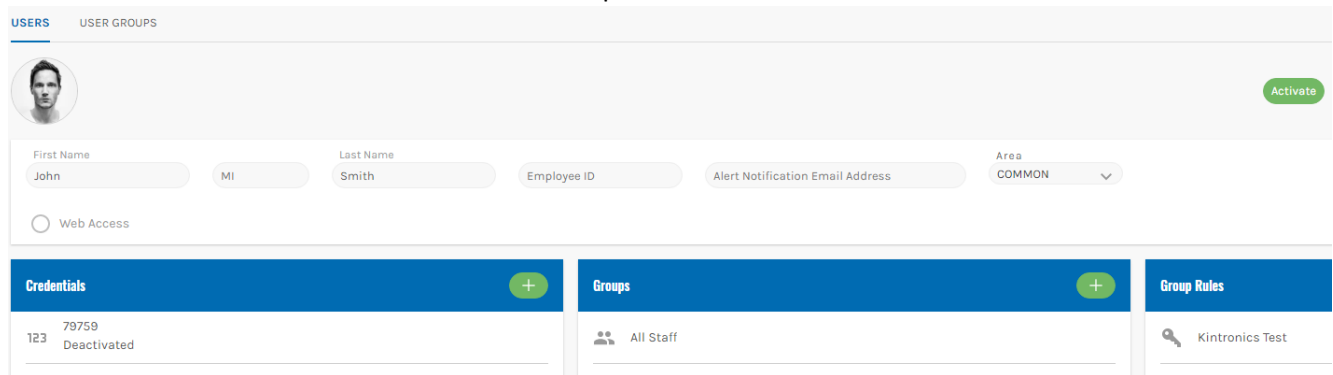 USERS USER GROUPS
Activate
First Name Last Name Area
John MI Smith Employee ID Alert Notification Email Address COMMON
Web Access
Credentials + Groups + Group Rules
123 79759 All Staff Kintronics Test
Deactivated